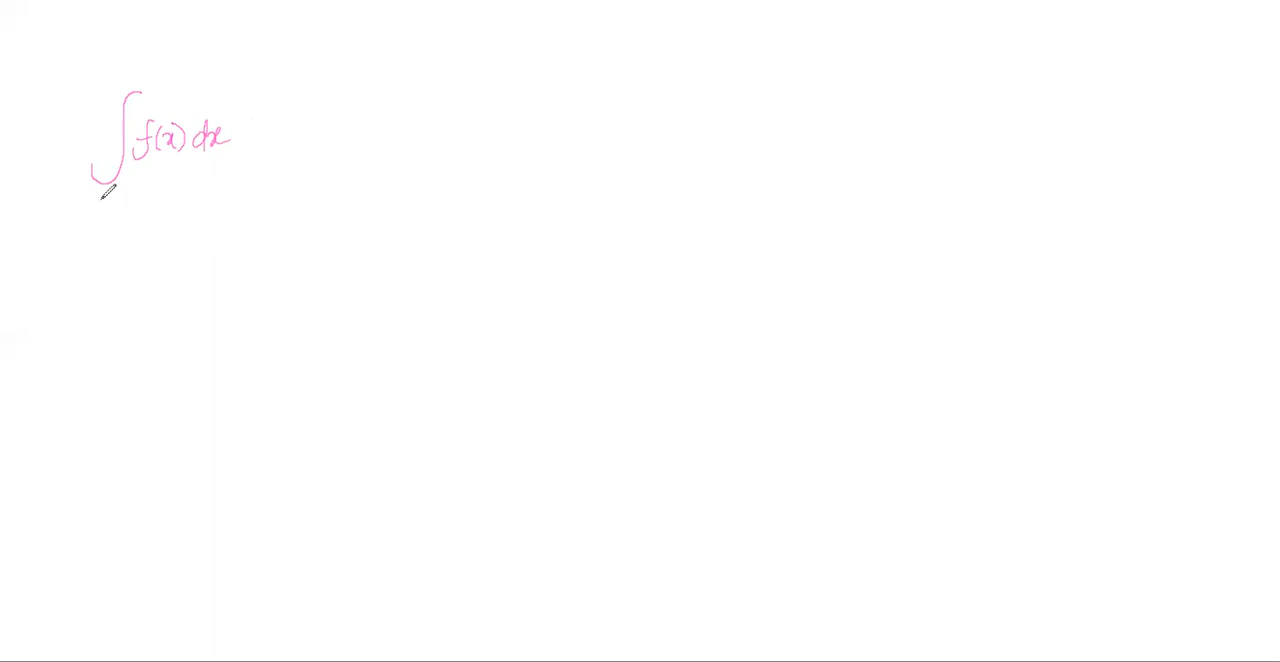 ∫ f(x) dx